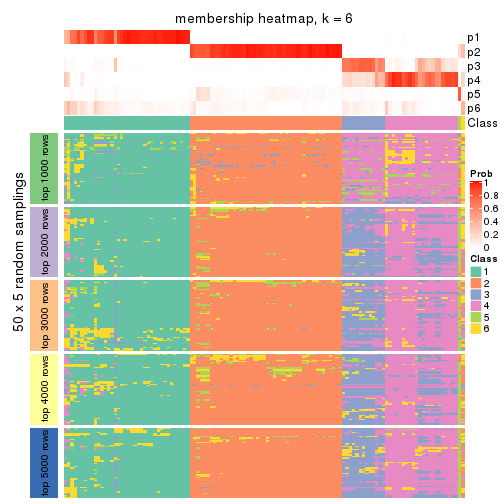 membership heatmap, k = 6
p1
p2
p3
p4
p5
p6
Class
50 x 5 random samplings
top 1000 rows
top 2000 rows
top 3000 rows
top 4000 rows
top 5000 rows
Prob
1
0.8
0.6
0.4
0.2
0
Class
1
2
3
4
5
6